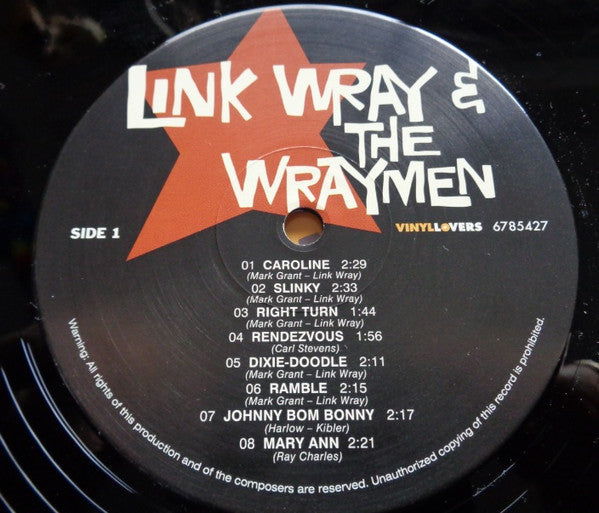 LINK WRAY &
THE
WRAYMEN
SIDE 1
VINYLLOVERS 6785427
01 CAROLINE 2:29
(Mark Grant – Link Wray)
02 SLINKY 2:33
(Mark Grant – Link Wray)
03 RIGHT TURN 1:44
(Mark Grant – Link Wray)
04 RENDEZVOUS 1:56
(Carl Stevens)
05 DIXIE-DOODLE 2:11
(Mark Grant – Link Wray)
06 RAMBLE 2:15
(Mark Grant – Link Wray)
07 JOHNNY BOM BONNY 2:17
(Harlow – Kibler)
08 MARY ANN 2:21
(Ray Charles)
Warning: All rights of this production and of the composers are reserved. Unauthorized copying of this record is prohibited.